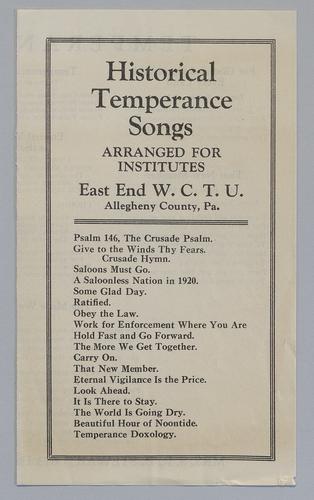 Historical
Temperance
Songs
ARRANGED FOR
INSTITUTES
East End W. C. T. U.
Allegheny County, Pa.
Psalm 146, The Crusade Psalm.
Give to the Winds Thy Fears.
Crusade Hymn.
Saloons Must Go.
A Saloonless Nation in 1920.
Some Glad Day.
Ratified.
Obey the Law.
Work for Enforcement Where You Are
Hold Fast and Go Forward.
The More We Get Together.
Carry On.
That New Member.
Eternal Vigilance Is the Price.
Look Ahead.
It Is There to Stay.
The World Is Going Dry.
Beautiful Hour of Noontide.
Temperance Doxology.